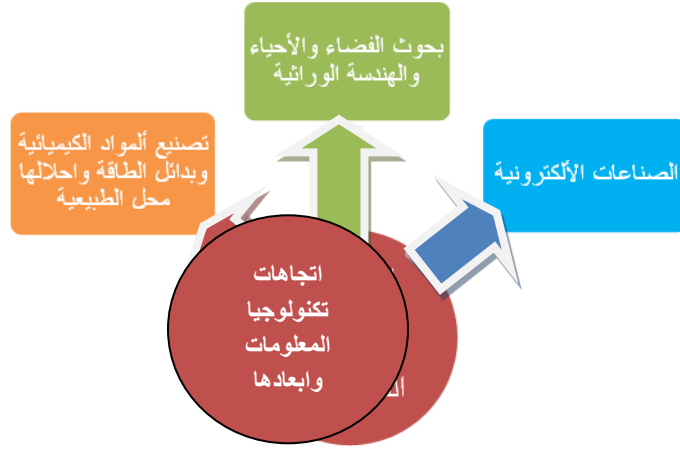 بحوث الفضاء والأحياء
والهندسة الوراثية
الصناعات الألكترونية
تصنيع ألمواد الكيميائية
وبدائل الطاقة واحلالها
محل الطبيعية
اتجاهات
تكنولوجيا
المعلومات
وابعادها